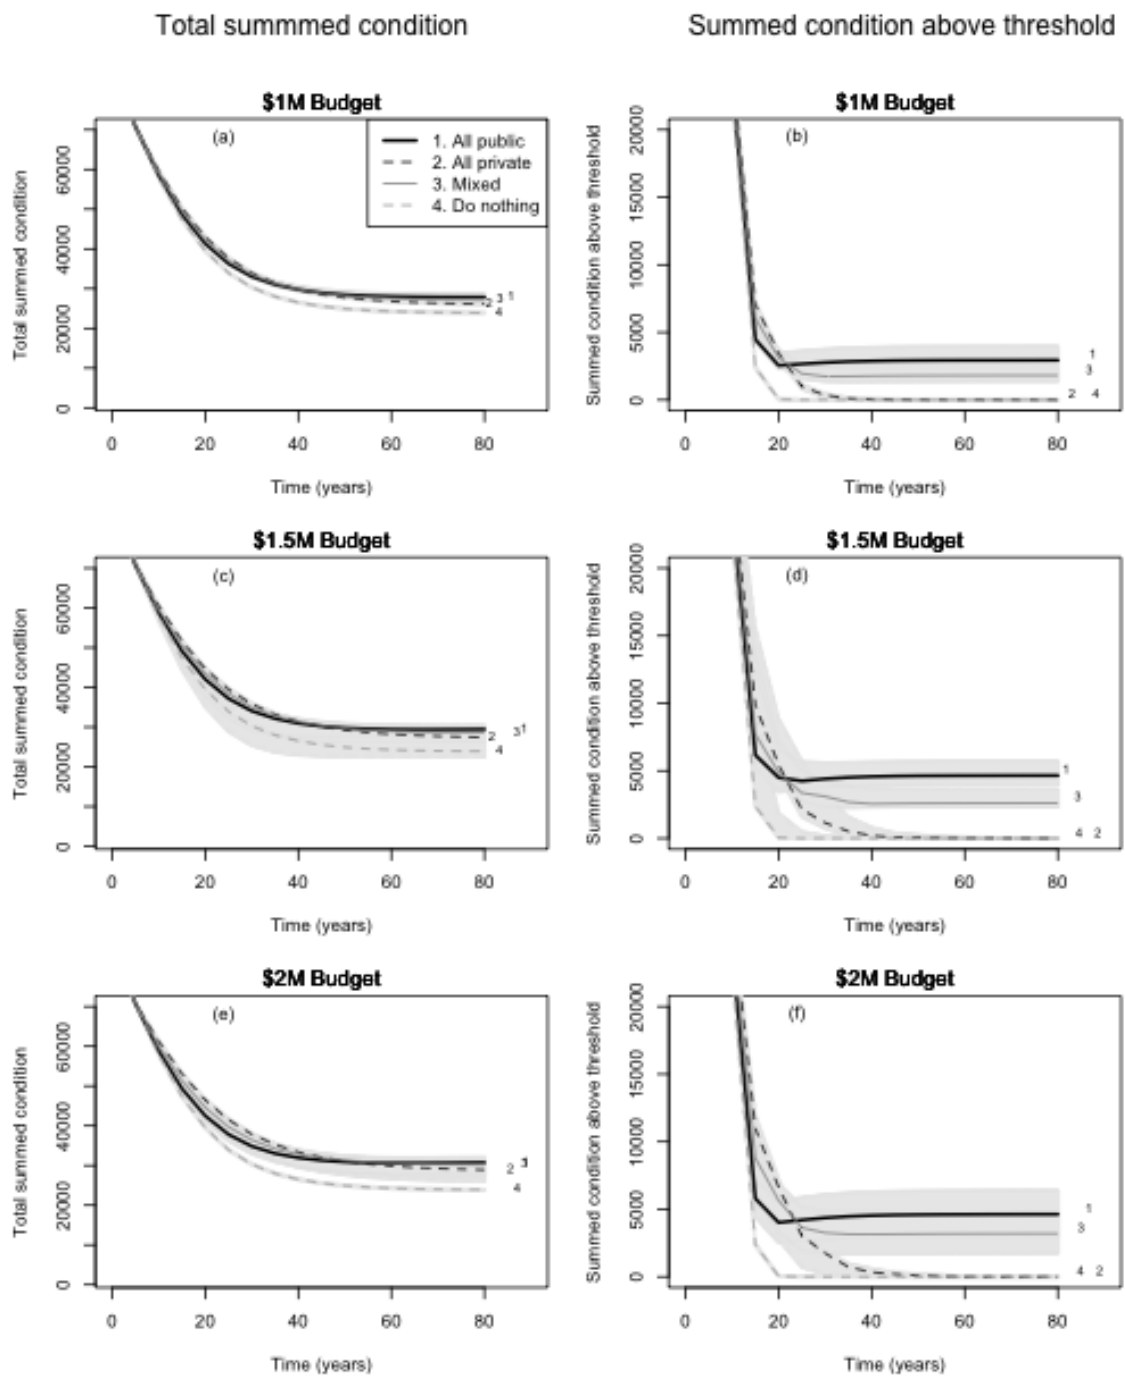 Total summmed condition
Summed condition above threshold
$1M Budget
(a)
1. All public
2. All private
3. Mixed
4. Do nothing
Total summed condition
0
20000
40000
60000
2 3 1
4
0 20 40 60 80
Time (years)
$1M Budget
(b)
Summed condition above threshold
0
5000
10000
15000
20000
1
3
2 4
0 20 40 60 80
Time (years)
$1.5M Budget
(c)
Total summed condition
0
20000
40000
60000
2 3 1
4
0 20 40 60 80
Time (years)
$1.5M Budget
(d)
Summed condition above threshold
0
5000
10000
15000
20000
1
3
4 2
0 20 40 60 80
Time (years)
$2M Budget
(e)
Total summed condition
0
20000
40000
60000
2 31
4
0 20 40 60 80
Time (years)
$2M Budget
(f)
Summed condition above threshold
0
5000
10000
15000
20000
1
3
4 2
0 20 40 60 80
Time (years)